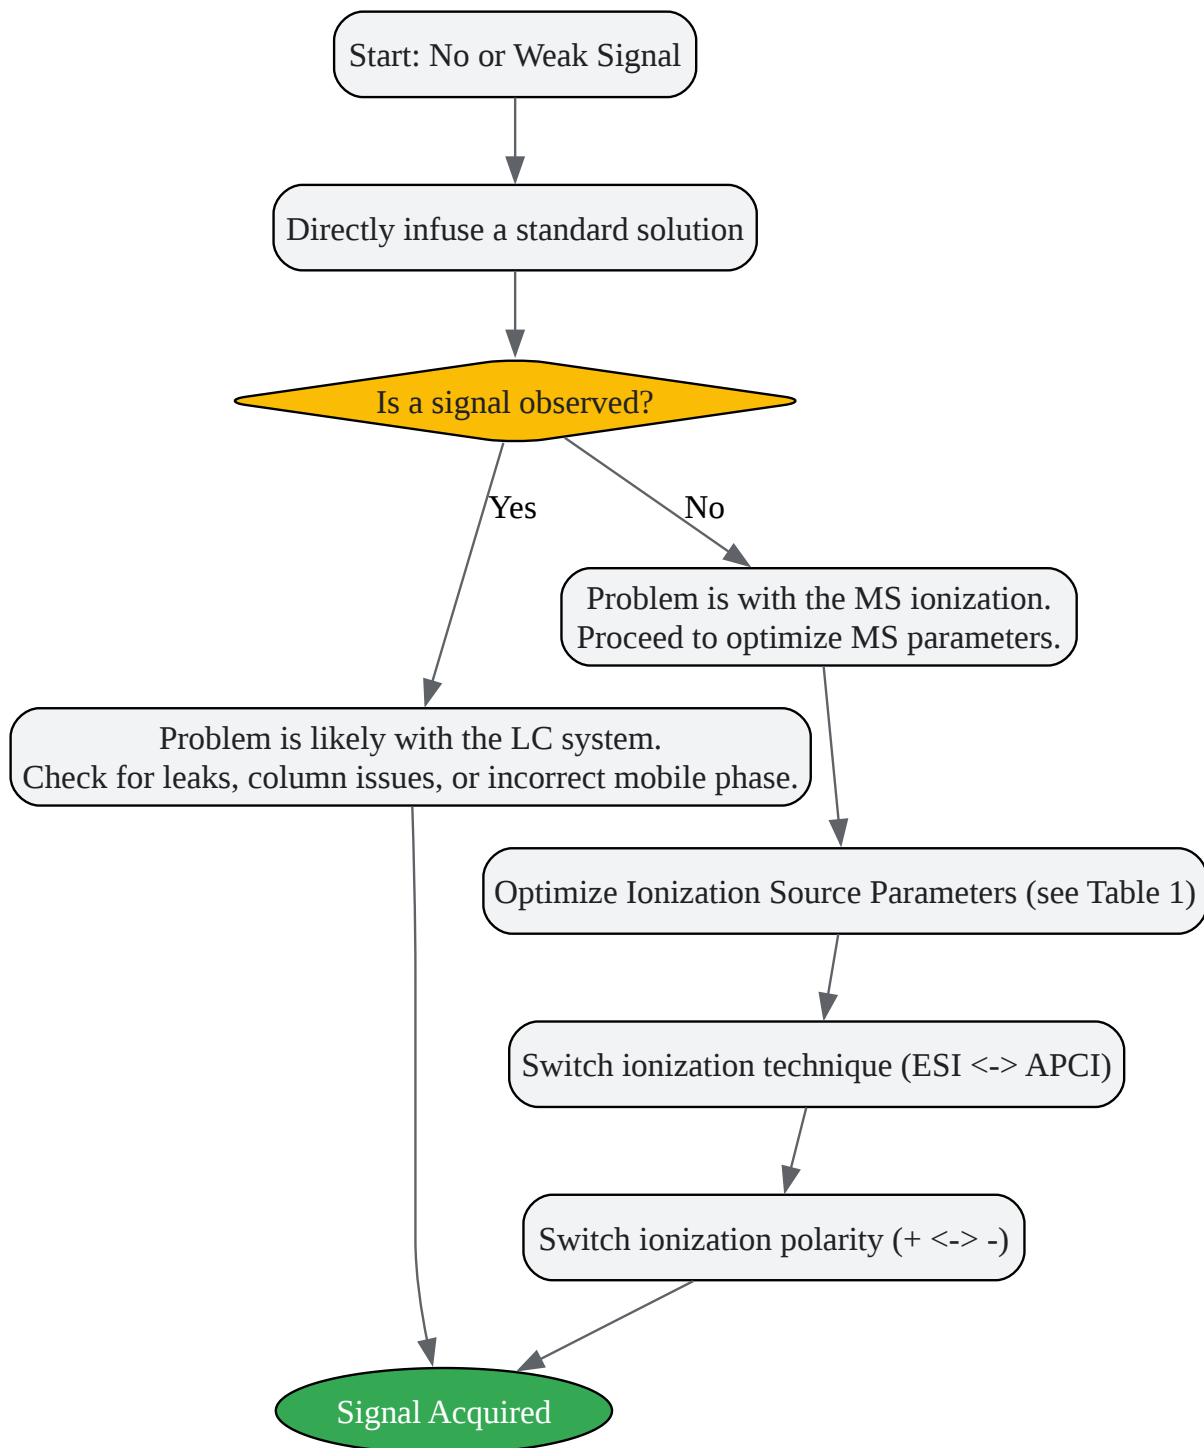 Start: No or Weak Signal
Directly infuse a standard solution
Is a signal observed?
Yes
No
Problem is with the MS ionization.
Proceed to optimize MS parameters.
Problem is likely with the LC system.
Check for leaks, column issues, or incorrect mobile phase.
Optimize Ionization Source Parameters (see Table 1)
Switch ionization technique (ESI <-> APCI)
Switch ionization polarity (+ <-> -)
Signal Acquired